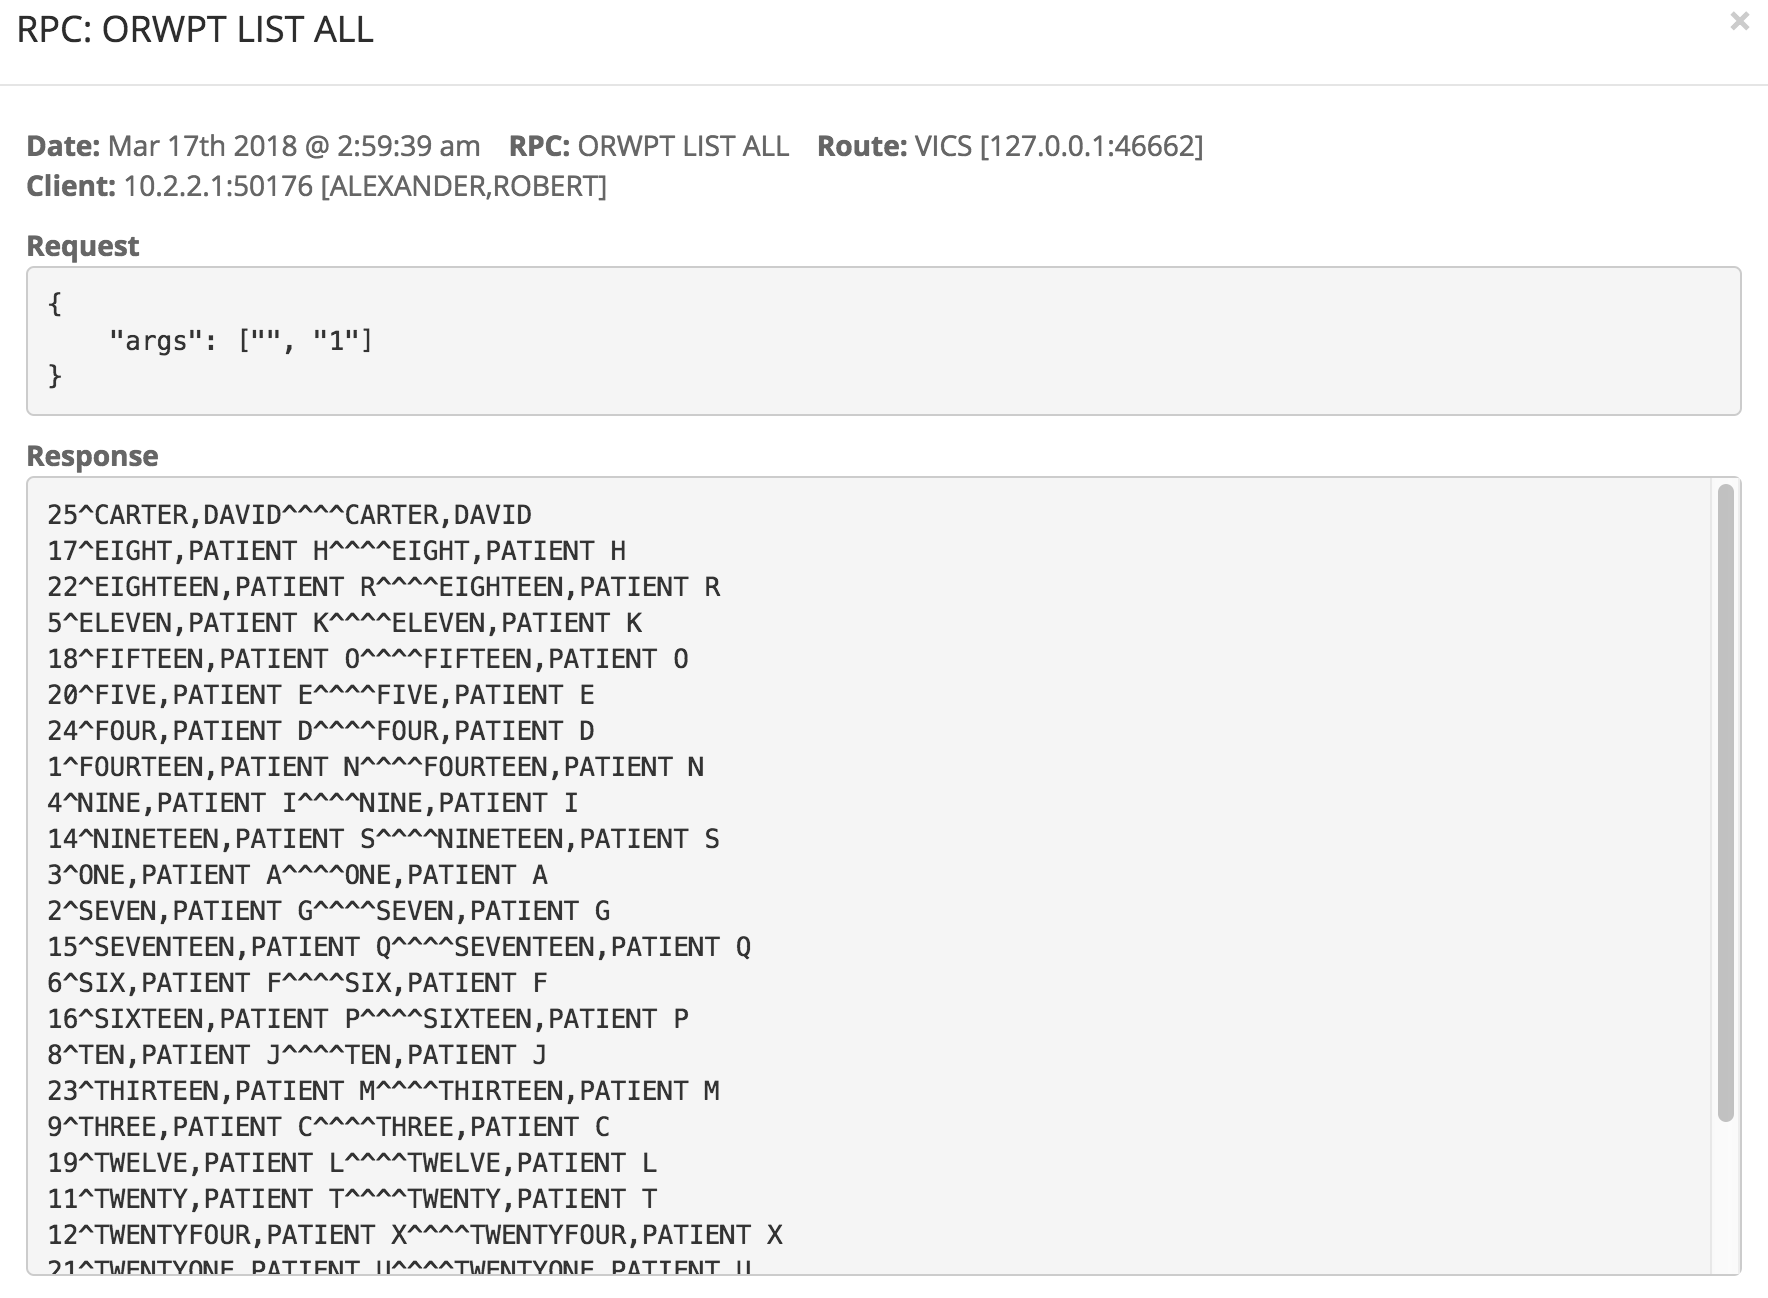 RPC: ORWPT LIST ALL
×
Date: Mar 17th 2018 @ 2:59:39 am RPC: ORWPT LIST ALL Route: VICS [127.0.0.1:46662]
Client: 10.2.2.1:50176 [ALEXANDER,ROBERT]
Request
{
    "args": ["", "1"]
}
Response
25^CARTER,DAVID^^^^CARTER,DAVID
17^EIGHT,PATIENT H^^^^EIGHT,PATIENT H
22^EIGHTEEN,PATIENT R^^^^EIGHTEEN,PATIENT R
5^ELEVEN,PATIENT K^^^^ELEVEN,PATIENT K
18^FIFTEEN,PATIENT O^^^^FIFTEEN,PATIENT O
20^FIVE,PATIENT E^^^^FIVE,PATIENT E
24^FOUR,PATIENT D^^^^FOUR,PATIENT D
1^FOURTEEN,PATIENT N^^^^FOURTEEN,PATIENT N
4^NINE,PATIENT I^^^^NINE,PATIENT I
14^NINETEEN,PATIENT S^^^^NINETEEN,PATIENT S
3^ONE,PATIENT A^^^^ONE,PATIENT A
2^SEVEN,PATIENT G^^^^SEVEN,PATIENT G
15^SEVENTEEN,PATIENT Q^^^^SEVENTEEN,PATIENT Q
6^SIX,PATIENT F^^^^SIX,PATIENT F
16^SIXTEEN,PATIENT P^^^^SIXTEEN,PATIENT P
8^TEN,PATIENT J^^^^TEN,PATIENT J
23^THIRTEEN,PATIENT M^^^^THIRTEEN,PATIENT M
9^THREE,PATIENT C^^^^THREE,PATIENT C
19^TWELVE,PATIENT L^^^^TWELVE,PATIENT L
11^TWENTY,PATIENT T^^^^TWENTY,PATIENT T
12^TWENTYFOUR,PATIENT X^^^^TWENTYFOUR,PATIENT X
21^TWENTYONE,PATIENT U^^^^TWENTYONE,PATIENT U